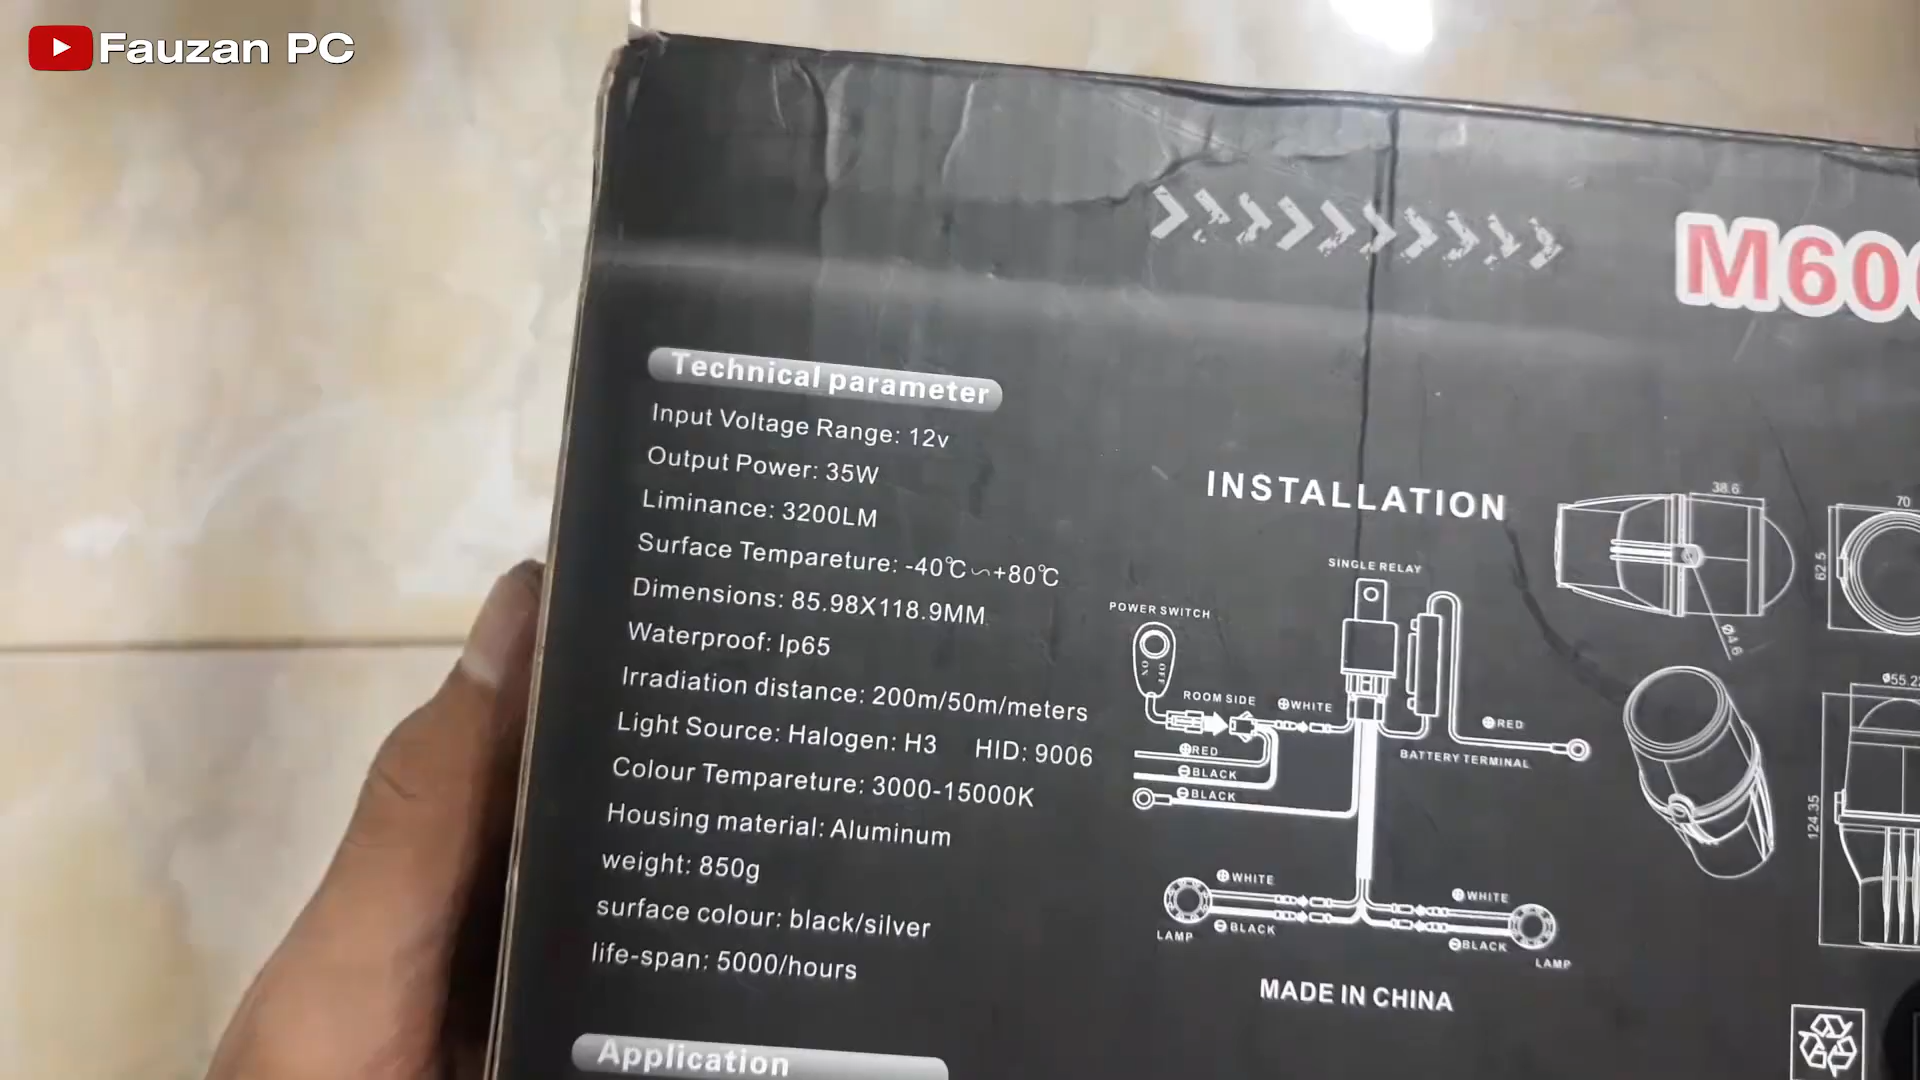 Fauzan PC
M60
Technical parameter
Input Voltage Range: 12v
Output Power: 35W
Liminance: 3200LM
Surface Tempareture: -40℃∽+80℃
Dimensions: 85.98X118.9MM
Waterproof: Ip65
Irradiation distance: 200m/50m/meters
Light Source: Halogen: H3 HID: 9006
Colour Tempareture: 3000-15000K
Housing material: Aluminum
weight: 850g
surface colour: black/silver
life-span: 5000/hours
Application
INSTALLATION
SINGLE RELAY
POWER SWITCH
ON OFF
ROOM SIDE
⊕WHITE
⊕RED
⊖BLACK
⊖BLACK
⊕RED
BATTERY TERMINAL
⊕WHITE
⊖BLACK
LAMP
⊕WHITE
⊖BLACK
LAMP
MADE IN CHINA
38.6
70
62.5
ø4.6
124.35